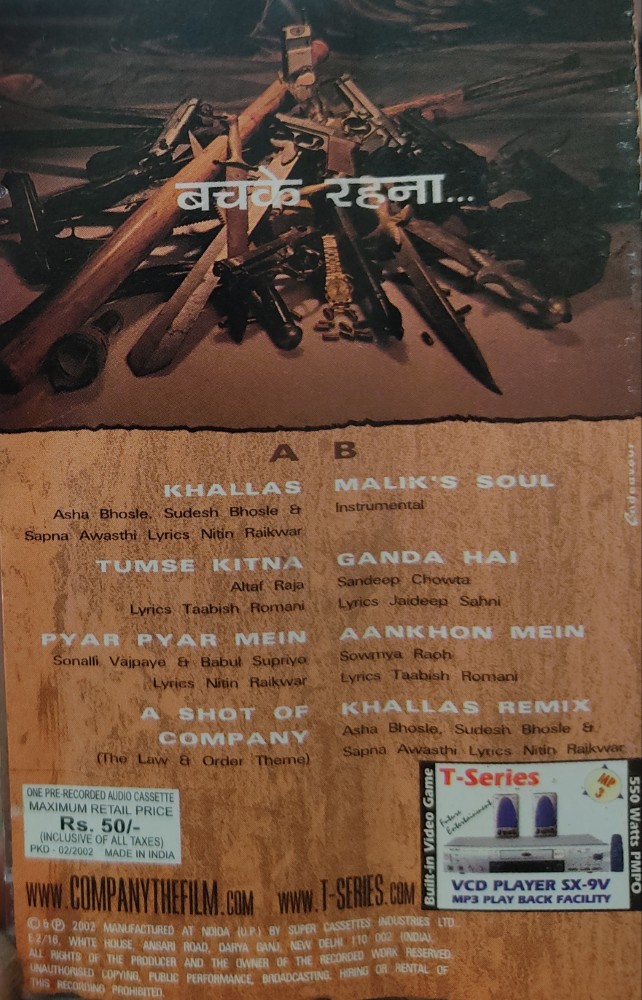 बचके रहना...
A B
KHALLAS
Asha Bhosle, Sudesh Bhosle &
Sapna Awasthi Lyrics Nitin Raikwar
TUMSE KITNA
Altaf Raja
Lyrics Taabish Romani
PYAR PYAR MEIN
Sonalli Vajpaye & Babul Supriyo
Lyrics Nitin Raikwar
A SHOT OF
COMPANY
(The Law & Order Theme)
MALIK'S SOUL
Instrumental
GANDA HAI
Sandeep Chowta
Lyrics Jaideep Sahni
AANKHON MEIN
Sowmya Raoh
Lyrics Taabish Romani
KHALLAS REMIX
Asha Bhosle, Sudesh Bhosle &
Sapna Awasthi Lyrics Nitin Raikwar
ONE PRE-RECORDED AUDIO CASSETTE
MAXIMUM RETAIL PRICE
Rs. 50/-
(INCLUSIVE OF ALL TAXES)
PKD - 02/2002 MADE IN INDIA
Built-in Video Game
T-Series
MP
3
Future
Entertainment
VCD PLAYER SX-9V
MP3 PLAY BACK FACILITY
550 Watts PMPO
WWW.COMPANYTHEFILM.COM WWW.T-SERIES.COM
© & ℗ 2002 MANUFACTURED AT NOIDA (U.P.) BY SUPER CASSETTES INDUSTRIES LTD.
E-2/16, WHITE HOUSE, ANSARI ROAD, DARYA GANJ, NEW DELHI 110 002 (INDIA).
ALL RIGHTS OF THE PRODUCER AND THE OWNER OF THE RECORDED WORK RESERVED.
UNAUTHORISED COPYING, PUBLIC PERFORMANCE, BROADCASTING, HIRING OR RENTAL OF
THIS RECORDING PROHIBITED.